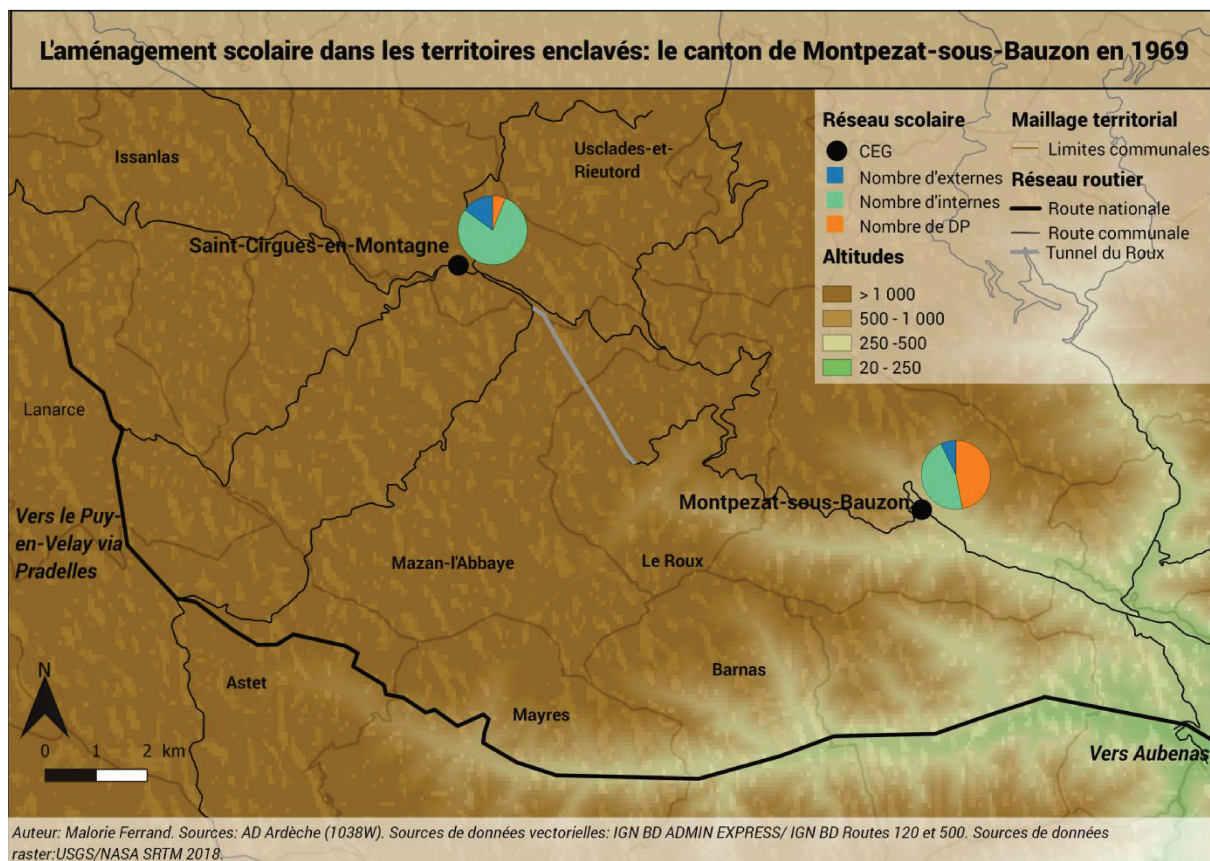 L'aménagement scolaire dans les territoires enclavés: le canton de Montpezat-sous-Bauzon en 1969
Réseau scolaire
CEG
Nombre d'externes
Nombre d'internes
Nombre de DP
Altitudes
> 1 000
500 - 1 000
250 -500
20 - 250
Maillage territorial
Limites communales
Réseau routier
Route nationale
Route communale
Tunnel du Roux
Issanlas
Usclades-et-
Rieutord
Saint-Cirgues-en-Montagne
Lanarce
Montpezat-sous-Bauzon
Vers le Puy-
en-Velay via
Pradelles
Mazan-l'Abbaye
Le Roux
Barnas
Astet
Mayres
Vers Aubenas
N
0 1 2 km
Auteur: Malorie Ferrand. Sources: AD Ardèche (1038W). Sources de données vectorielles: IGN BD ADMIN EXPRESS/ IGN BD Routes 120 et 500. Sources de données
raster:USGS/NASA SRTM 2018.